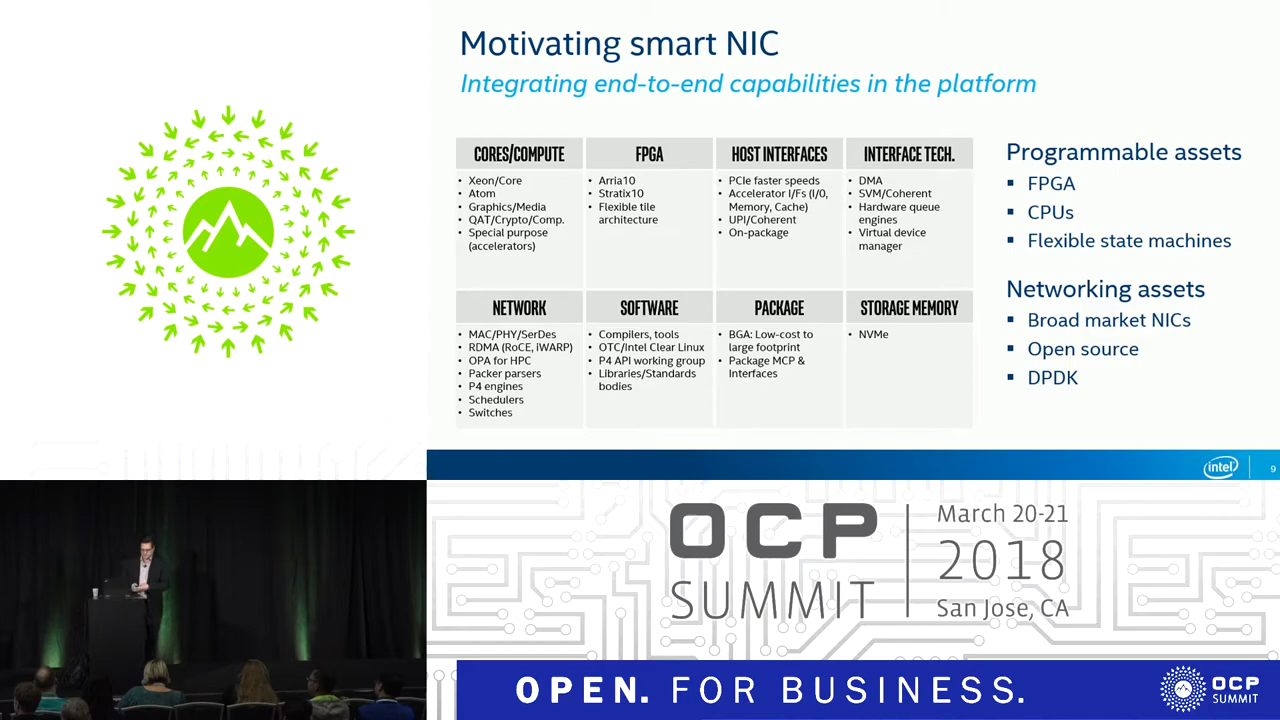 Motivating smart NIC
Integrating end-to-end capabilities in the platform
CORES/COMPUTE
• Xeon/Core
• Atom
• Graphics/Media
• QAT/Crypto/Comp.
• Special purpose
(accelerators)
FPGA
• Arria10
• Stratix10
• Flexible tile
architecture
HOST INTERFACES
• PCIe faster speeds
• Accelerator I/Fs (I/0,
Memory, Cache)
• UPI/Coherent
• On-package
INTERFACE TECH.
• DMA
• SVM/Coherent
• Hardware queue
engines
• Virtual device
manager
NETWORK
• MAC/PHY/SerDes
• RDMA (RoCE, iWARP)
• OPA for HPC
• Packer parsers
• P4 engines
• Schedulers
• Switches
SOFTWARE
• Compilers, tools
• OTC/Intel Clear Linux
• P4 API working group
• Libraries/Standards
bodies
PACKAGE
• BGA: Low-cost to
large footprint
• Package MCP &
Interfaces
STORAGE MEMORY
• NVMe
Programmable assets
▪ FPGA
▪ CPUs
▪ Flexible state machines
Networking assets
▪ Broad market NICs
▪ Open source
▪ DPDK
intel
9
OCP
SUMMIT
March 20-21
2018
San Jose, CA
OPEN. FOR BUSINESS.
OCP
SUMMIT